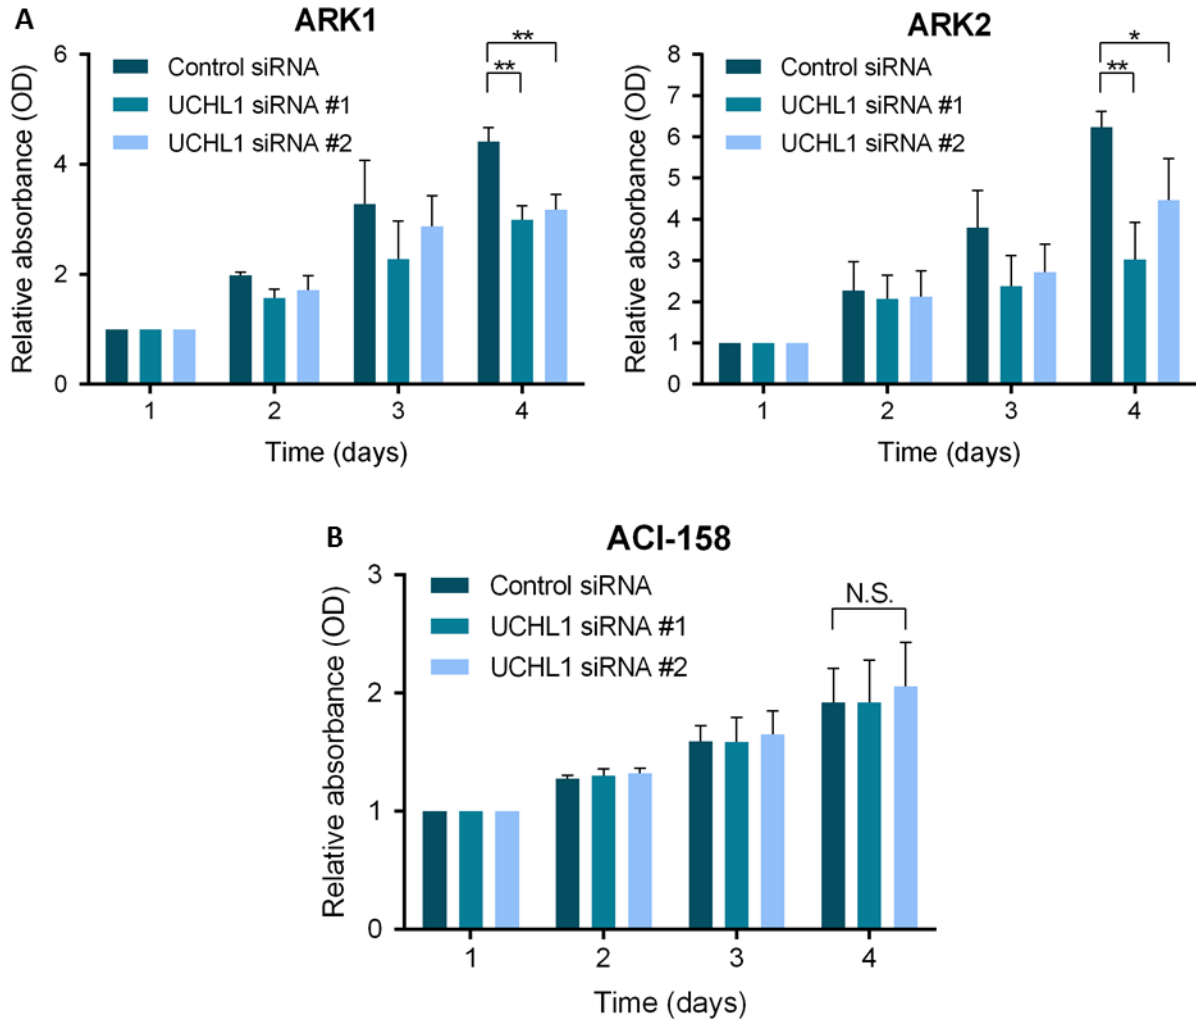 A
ARK1
Relative absorbance (OD)
6
4
2
0
Control siRNA
UCHL1 siRNA #1
UCHL1 siRNA #2
**
**
1 2 3 4
Time (days)
ARK2
Relative absorbance (OD)
8
7
6
5
4
3
2
1
0
Control siRNA
UCHL1 siRNA #1
UCHL1 siRNA #2
*
**
1 2 3 4
Time (days)
B
ACI-158
Relative absorbance (OD)
3
2
1
0
Control siRNA
UCHL1 siRNA #1
UCHL1 siRNA #2
N.S.
1 2 3 4
Time (days)